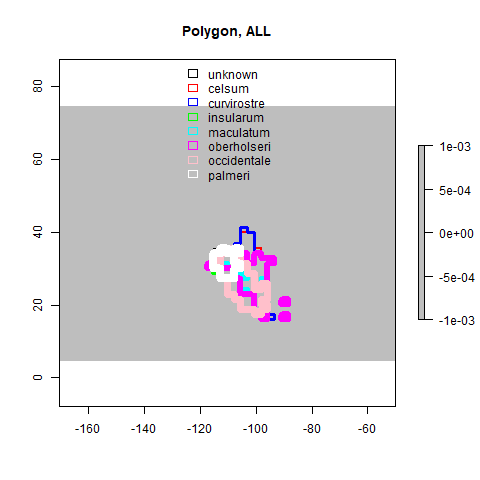 Polygon, ALL
unknown
celsum
curvirostre
insularum
maculatum
oberholseri
occidentale
palmeri
80
60
40
20
0
-160
-140
-120
-100
-80
-60
1e-03
5e-04
0e+00
-5e-04
-1e-03